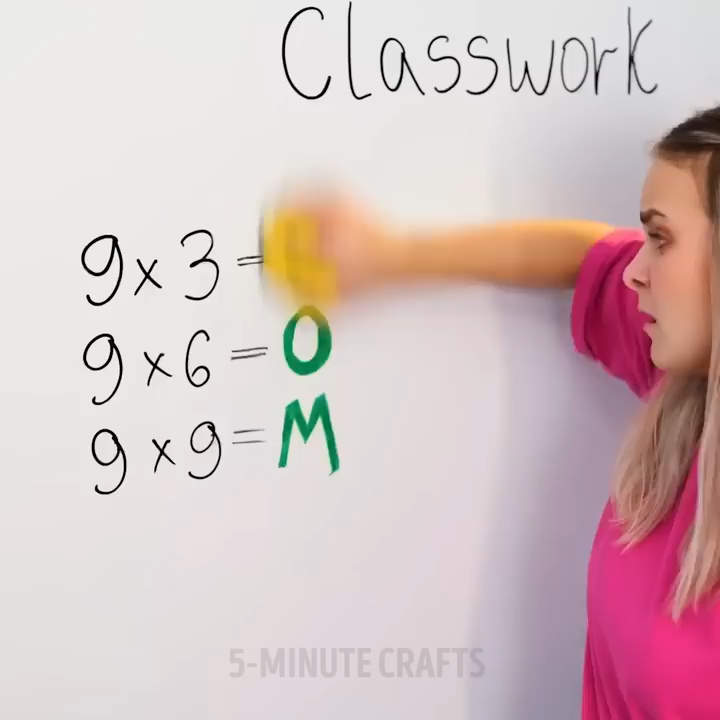 Classwork
9 x 3 =
9 x 6 = O
9 x 9 = M
5-MINUTE CRAFTS